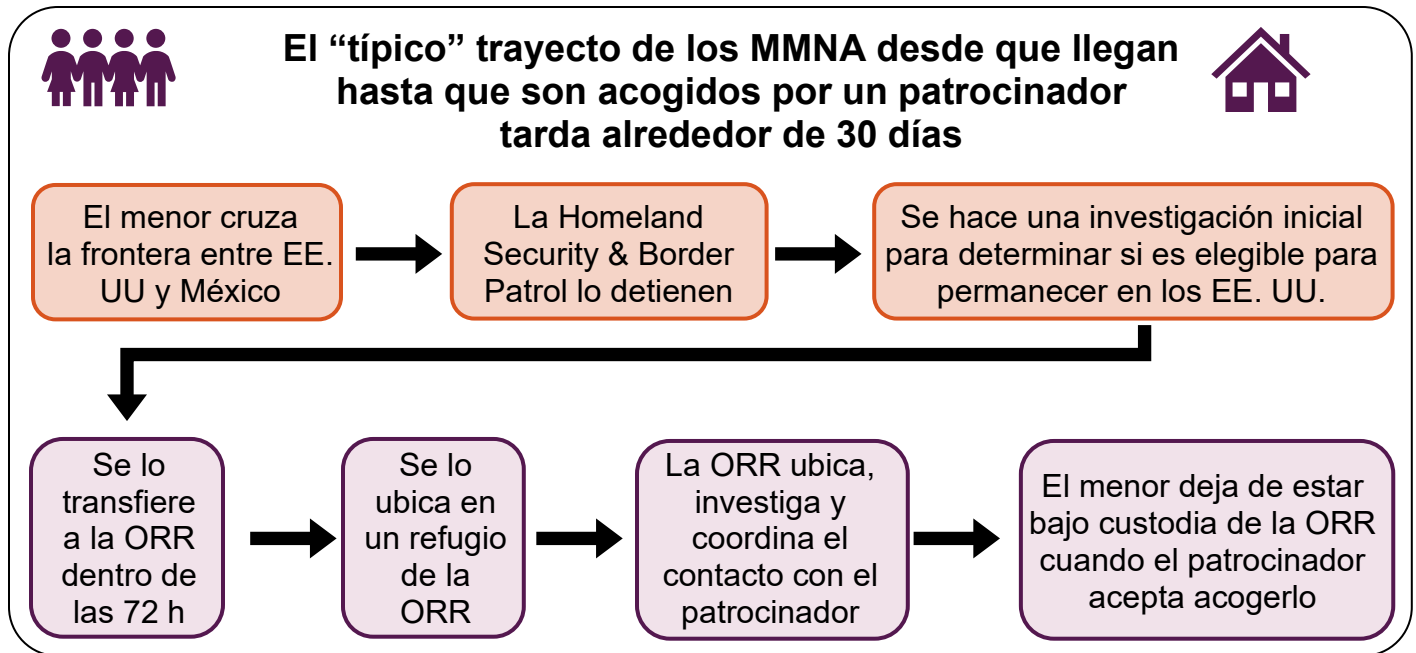 El “típico” trayecto de los MMNA desde que llegan
hasta que son acogidos por un patrocinador
tarda alrededor de 30 días
El menor cruza
la frontera entre EE.
UU y México
La Homeland
Security & Border
Patrol lo detienen
Se hace una investigación inicial
para determinar si es elegible para
permanecer en los EE. UU.
Se lo
transfiere
a la ORR
dentro de
las 72 h
Se lo
ubica en
un refugio
de la
ORR
La ORR ubica,
investiga y
coordina el
contacto con el
patrocinador
El menor deja de estar
bajo custodia de la ORR
cuando el patrocinador
acepta acogerlo